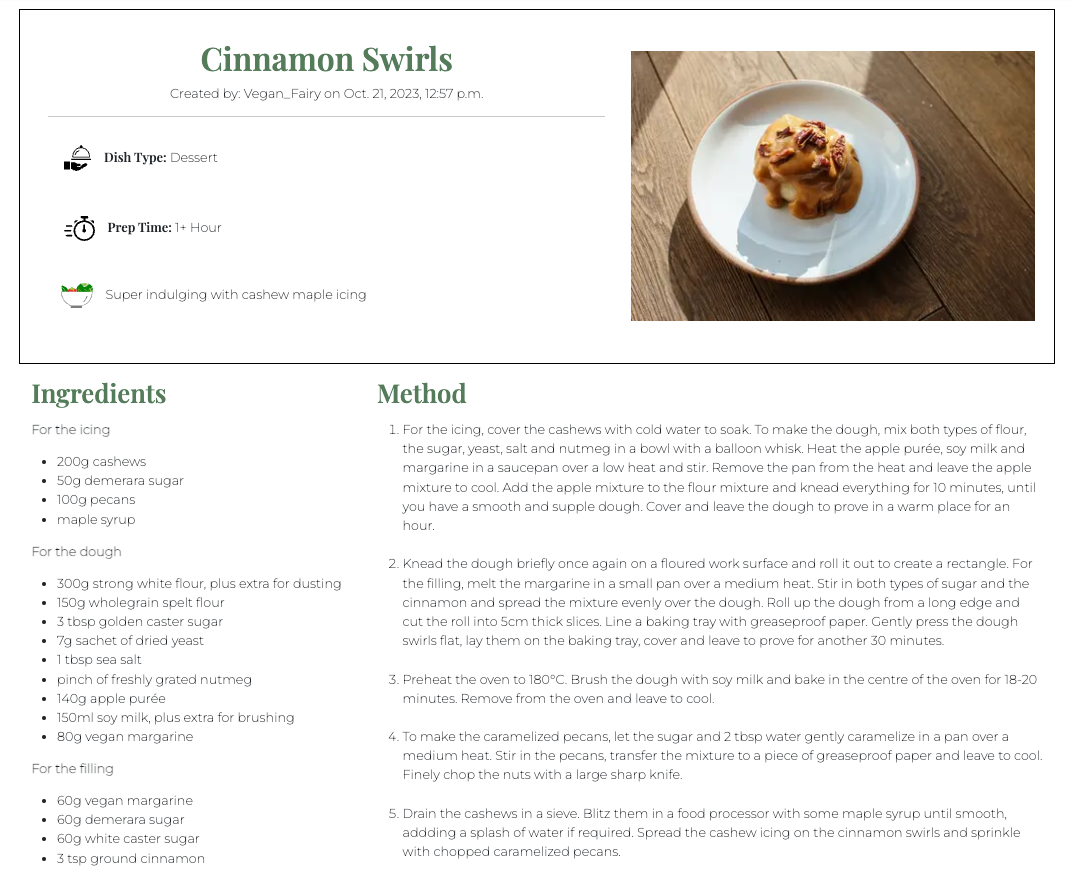 Cinnamon Swirls
Created by: Vegan_Fairy on Oct. 21, 2023, 12:57 p.m.
Dish Type: Dessert
Prep Time: 1+ Hour
Super indulging with cashew maple icing
Ingredients
For the icing
200g cashews
50g demerara sugar
100g pecans
maple syrup
For the dough
300g strong white flour, plus extra for dusting
150g wholegrain spelt flour
3 tbsp golden caster sugar
7g sachet of dried yeast
1 tbsp sea salt
pinch of freshly grated nutmeg
140g apple purée
150ml soy milk, plus extra for brushing
80g vegan margarine
For the filling
60g vegan margarine
60g demerara sugar
60g white caster sugar
3 tsp ground cinnamon
Method
1. For the icing, cover the cashews with cold water to soak. To make the dough, mix both types of flour,
the sugar, yeast, salt and nutmeg in a bowl with a balloon whisk. Heat the apple purée, soy milk and
margarine in a saucepan over a low heat and stir. Remove the pan from the heat and leave the apple
mixture to cool. Add the apple mixture to the flour mixture and knead everything for 10 minutes, until
you have a smooth and supple dough. Cover and leave the dough to prove in a warm place for an
hour.
2. Knead the dough briefly once again on a floured work surface and roll it out to create a rectangle. For
the filling, melt the margarine in a small pan over a medium heat. Stir in both types of sugar and the
cinnamon and spread the mixture evenly over the dough. Roll up the dough from a long edge and
cut the roll into 5cm thick slices. Line a baking tray with greaseproof paper. Gently press the dough
swirls flat, lay them on the baking tray, cover and leave to prove for another 30 minutes.
3. Preheat the oven to 180°C. Brush the dough with soy milk and bake in the centre of the oven for 18-20
minutes. Remove from the oven and leave to cool.
4. To make the caramelized pecans, let the sugar and 2 tbsp water gently caramelize in a pan over a
medium heat. Stir in the pecans, transfer the mixture to a piece of greaseproof paper and leave to cool.
Finely chop the nuts with a large sharp knife.
5. Drain the cashews in a sieve. Blitz them in a food processor with some maple syrup until smooth,
addding a splash of water if required. Spread the cashew icing on the cinnamon swirls and sprinkle
with chopped caramelized pecans.